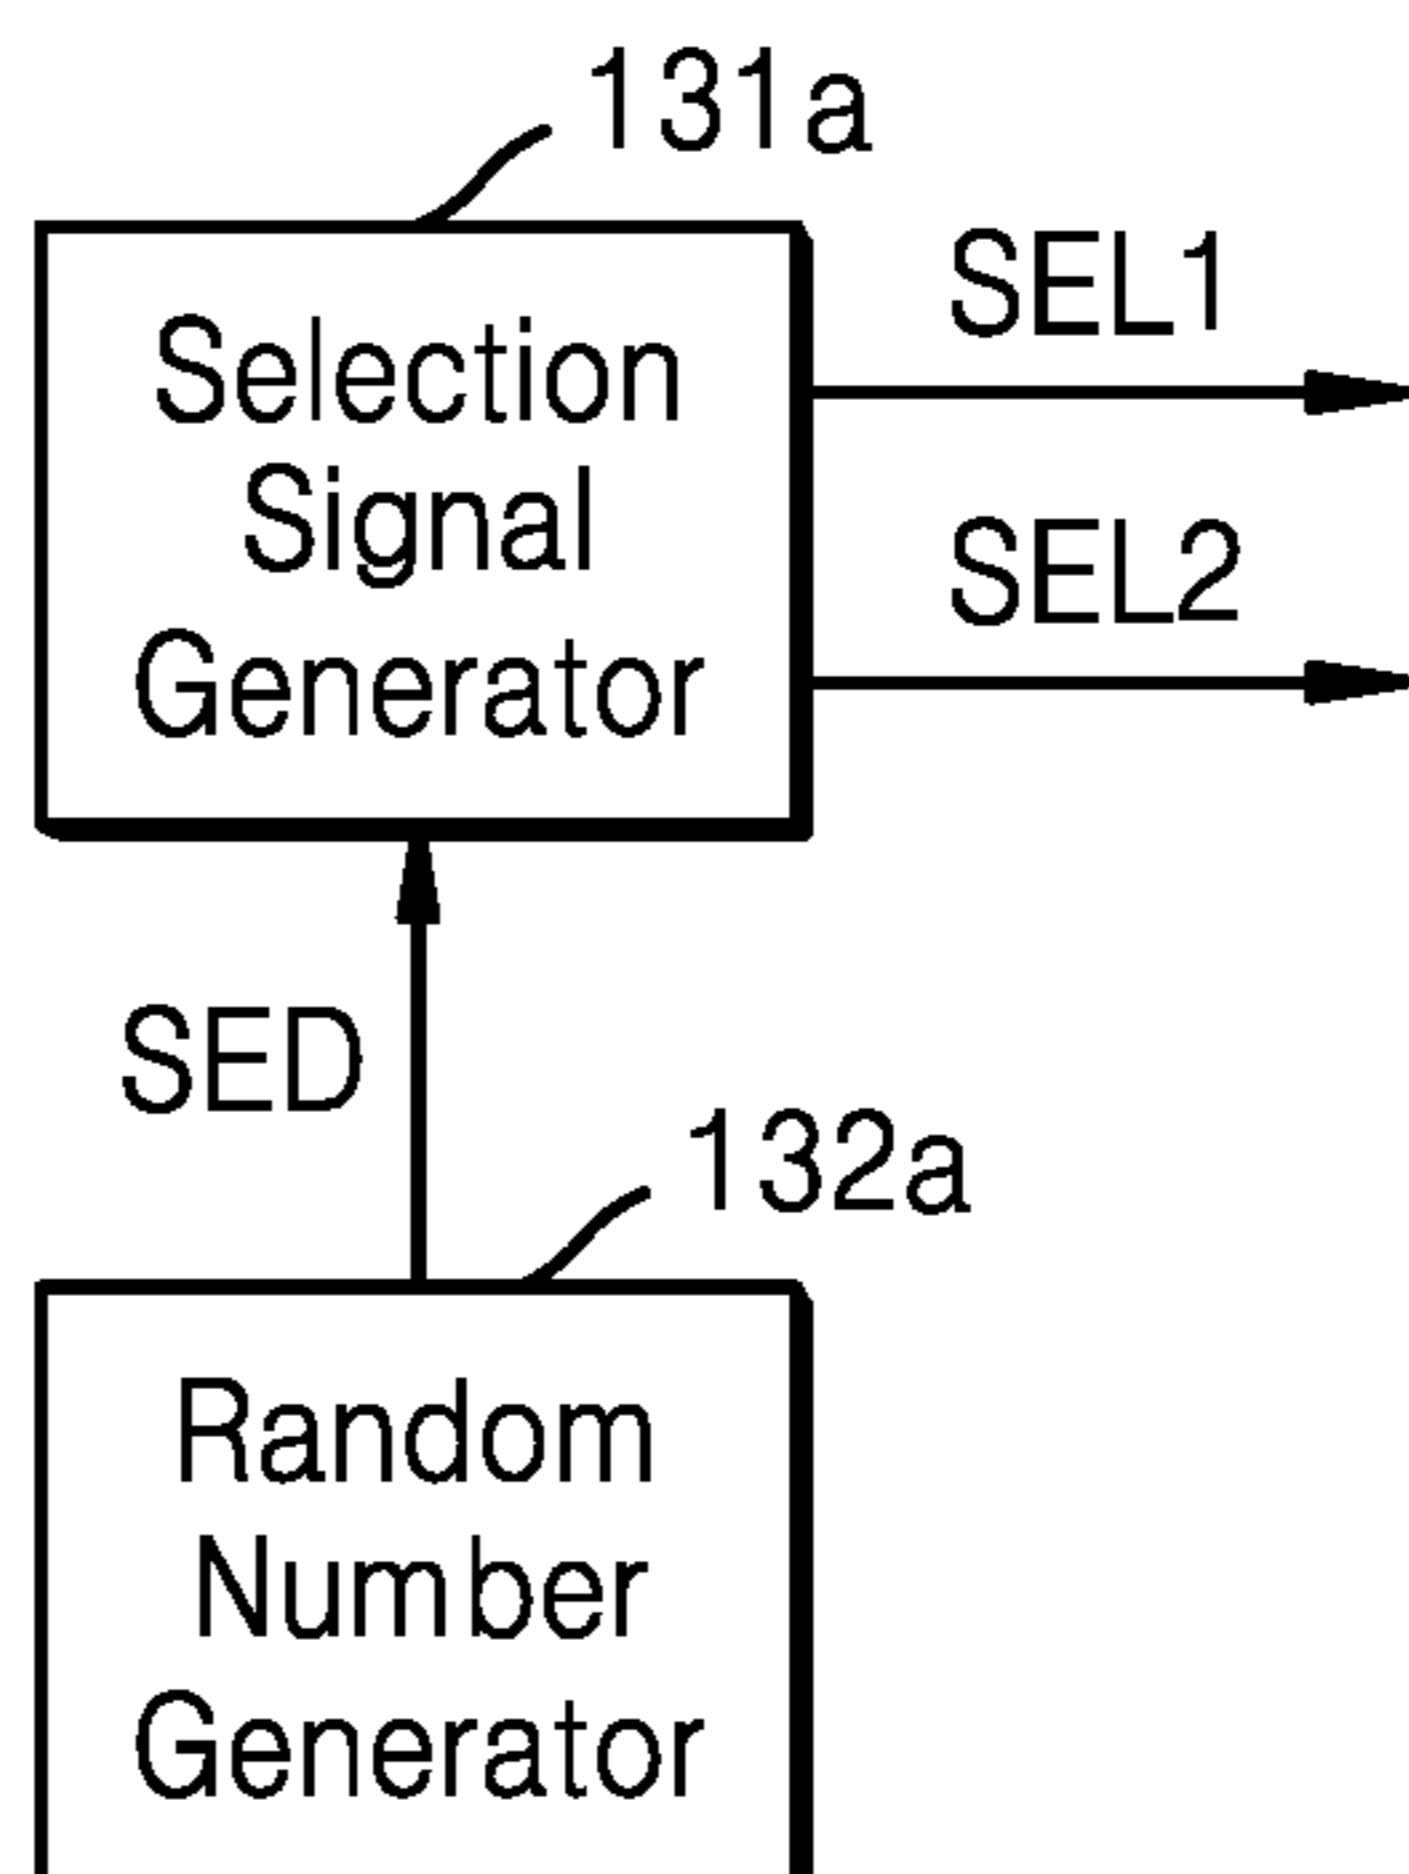 131a
SEL1
Selection
Signal
Generator
SEL2
SED
132a
Random
Number
Generator